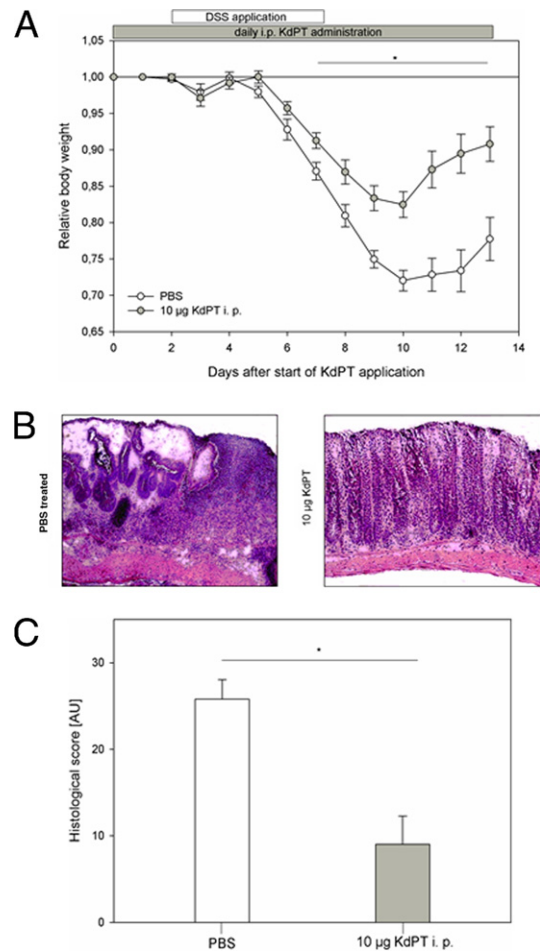 A
DSS application
daily i.p. KdPT administration
1,05
1,00
0,95
0,90
0,85
0,80
0,75
0,70
0,65
Relative body weight
*
PBS
10 µg KdPT i. p.
0 2 4 6 8 10 12 14
Days after start of KdPT application
B
PBS treated
10 µg KdPT
C
Histological score [AU]
30
20
10
0
*
PBS
10 µg KdPT i. p.